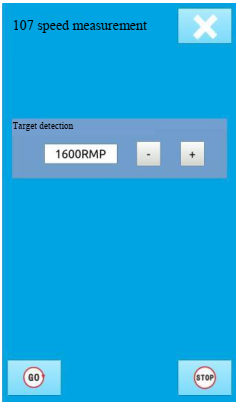 107 speed measurement
Target detection
1600RMP
-
+
GO
STOP